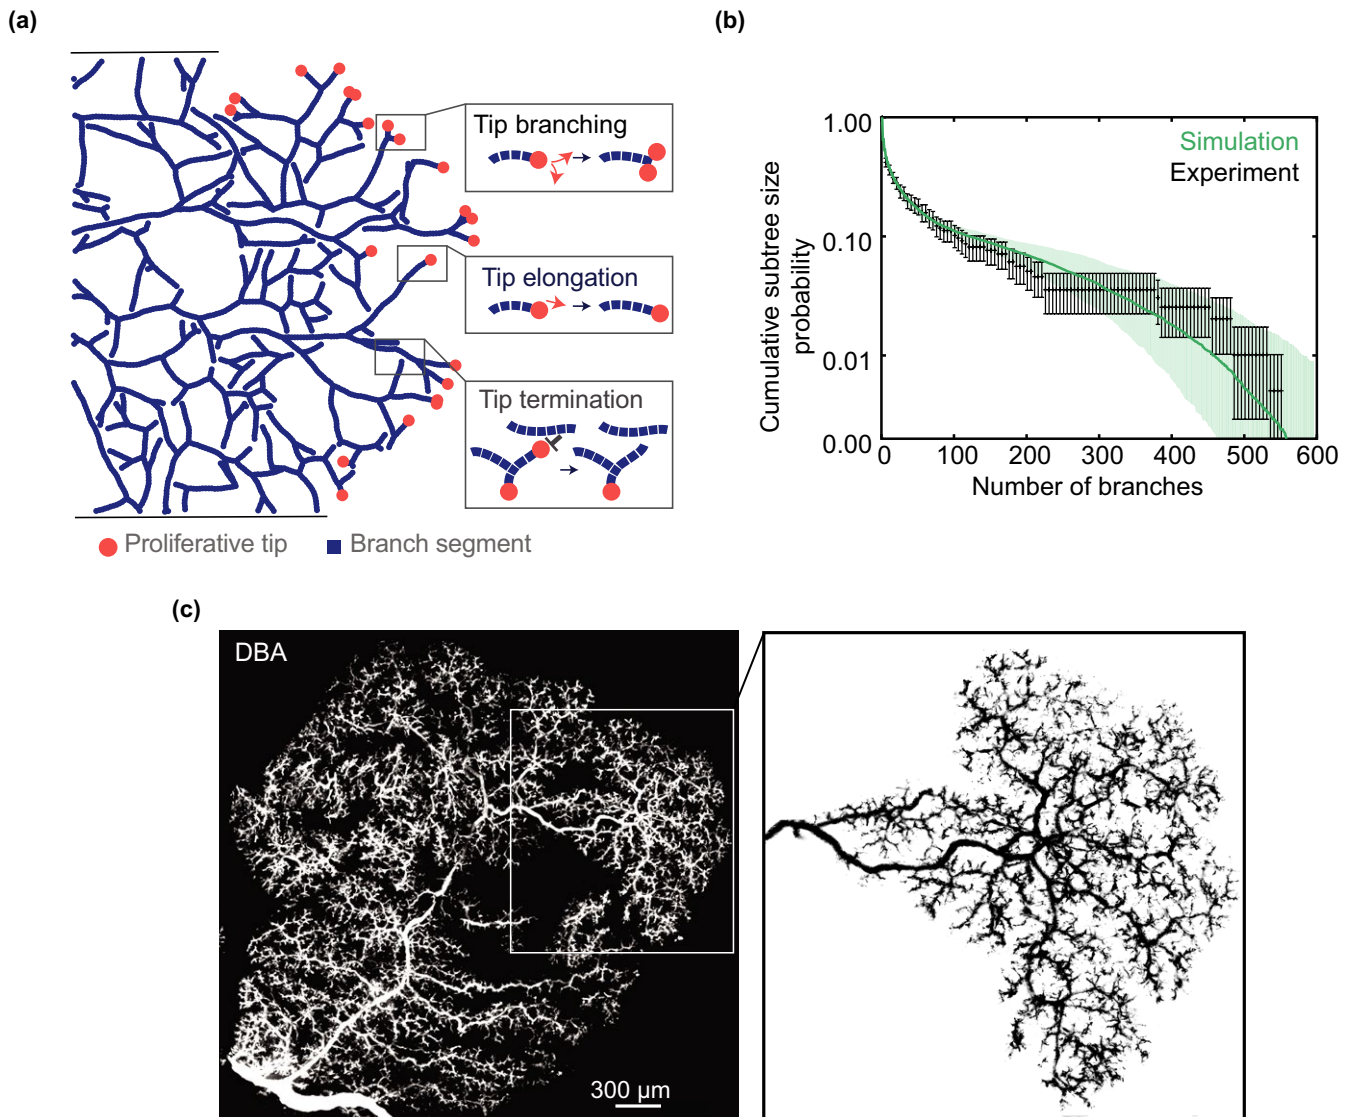 (a)
Tip branching
Tip elongation
Tip termination
Proliferative tip
Branch segment
(b)
Cumulative subtree size
probability
1.00
0.10
0.01
0.00
Simulation
Experiment
0 100 200 300 400 500 600
Number of branches
(c)
DBA
300 µm